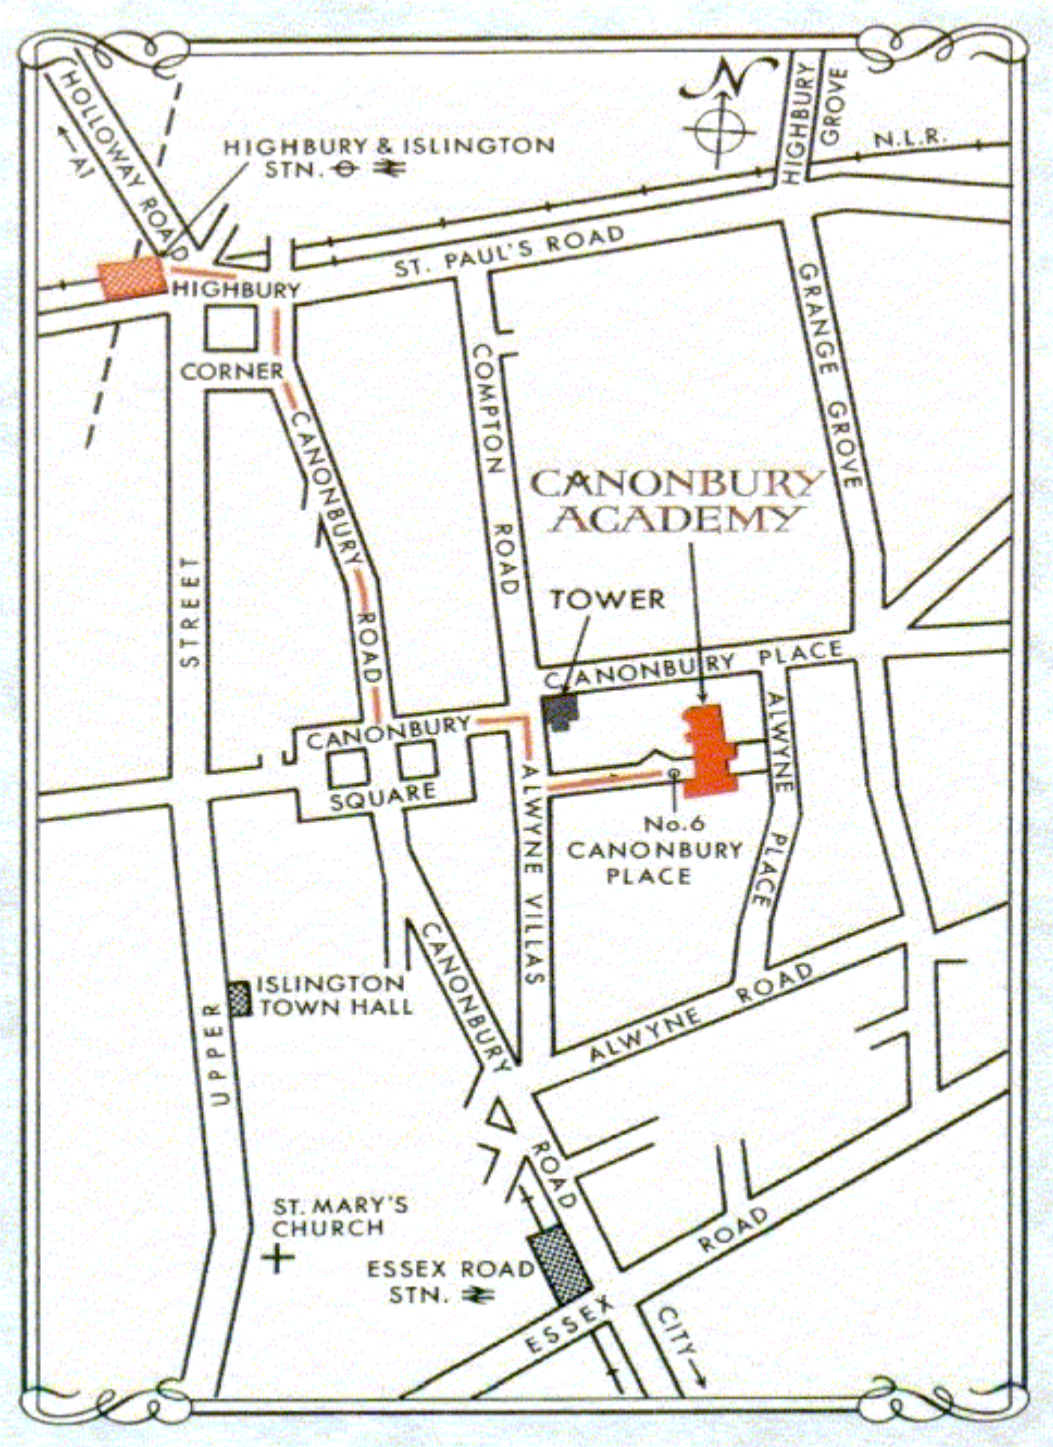 HOLLOWAY ROAD
A1
HIGHBURY & ISLINGTON
STN.
N
HIGHBURY
GROVE
N.L.R.
ST. PAUL'S ROAD
HIGHBURY
CORNER
GRANGE GROVE
COMPTON ROAD
CANONBURY ROAD
CANONBURY
ACADEMY
STREET
TOWER
CANONBURY PLACE
CANONBURY
SQUARE
ALWYNE PLACE
ALWYNE VILLAS
No.6
CANONBURY
PLACE
CANONBURY
ROAD
ISLINGTON
TOWN HALL
UPPER
ALWYNE ROAD
ST. MARY'S
CHURCH
ESSEX ROAD
STN.
ESSEX ROAD
CITY